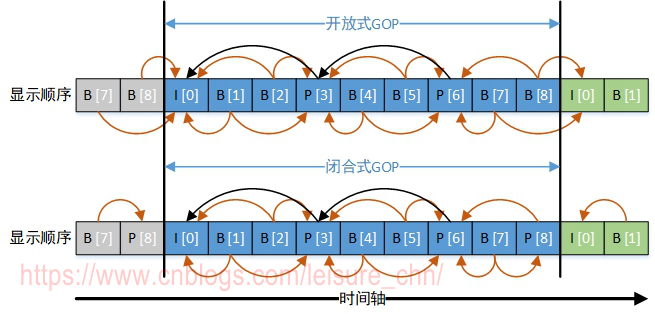 开放式GOP
显示顺序 B [7] B [8] I [0] B [1] B [2] P [3] B [4] B [5] P [6] B [7] B [8] I [0] B [1]
闭合式GOP
显示顺序 B [7] P [8] I [0] B [1] B [2] P [3] B [4] B [5] P [6] B [7] P [8] I [0] B [1]
https://www.cnblogs.com/leisure_chn/
时间轴